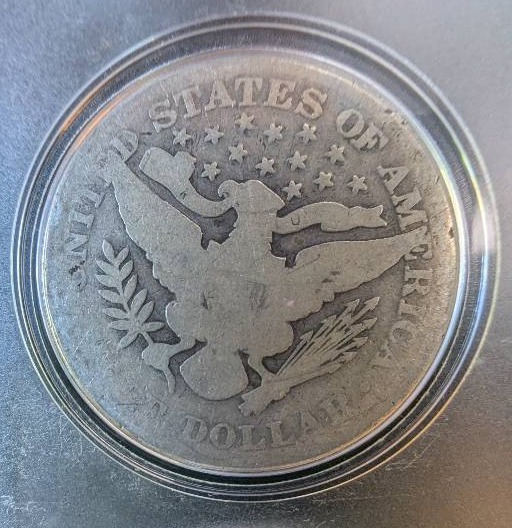 UNITED STATES OF AMERICA
DOLLAR